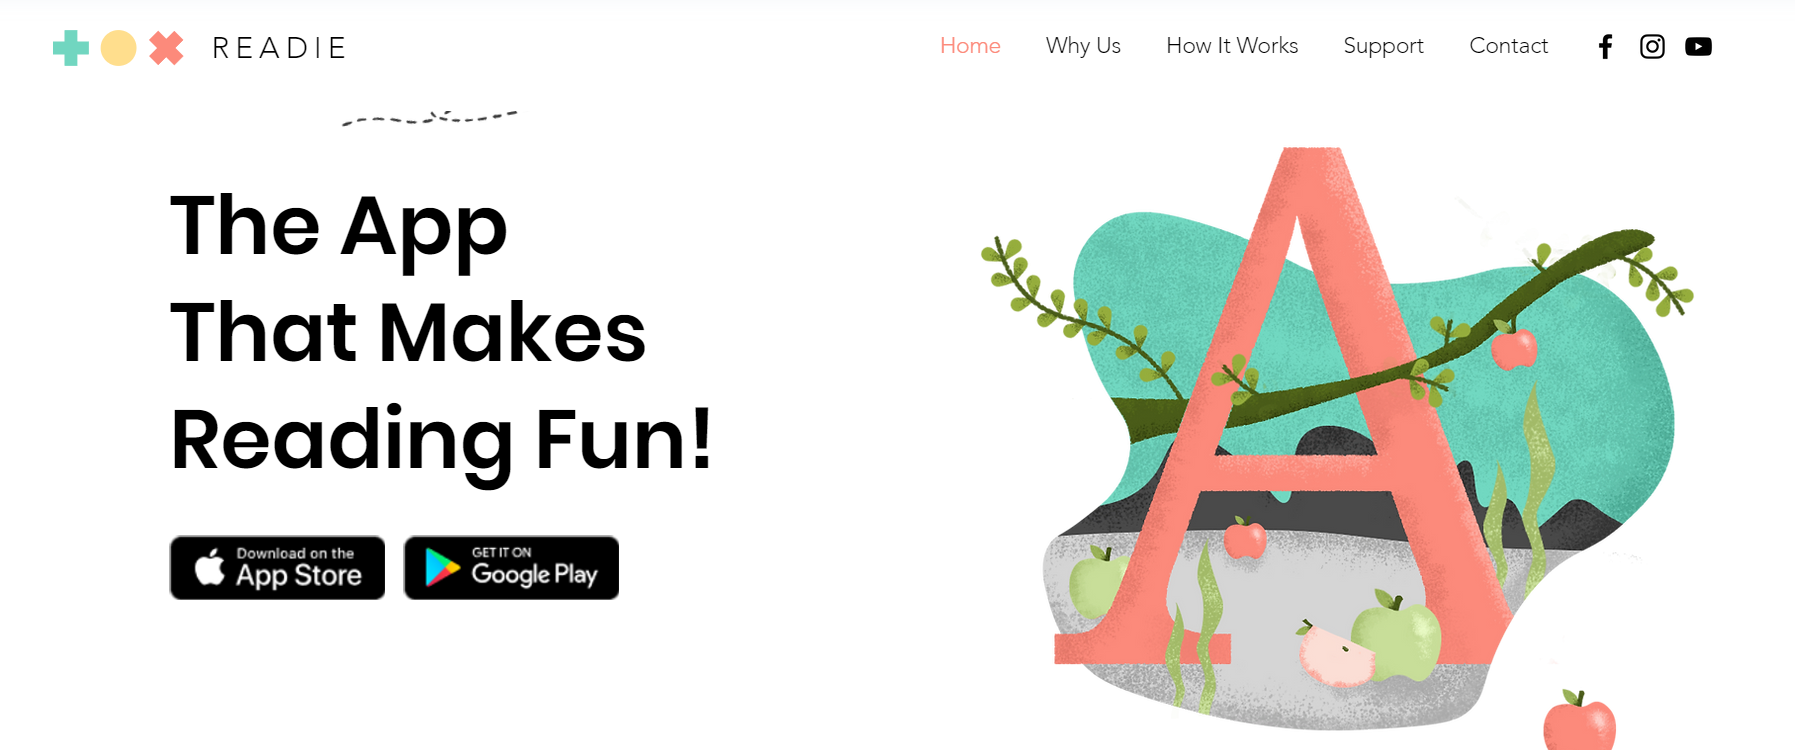 READIE
Home Why Us How It Works Support Contact
The App
That Makes
Reading Fun!
Download on the
App Store
GET IT ON
Google Play
A